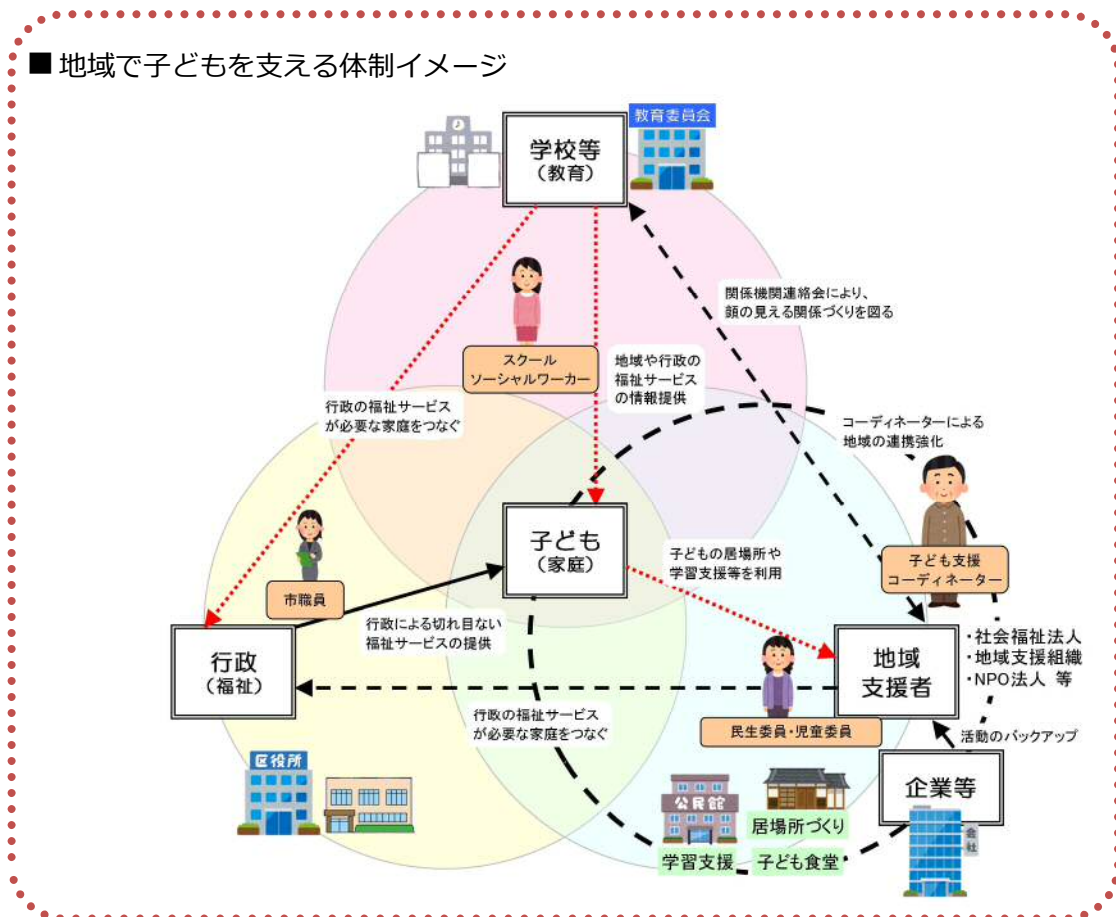 ■ 地域で子どもを支える体制イメージ
教育委員会
学校等
（教育）
関係機関連絡会により、
顔の見える関係づくりを図る
スクール
ソーシャルワーカー
地域や行政の
福祉サービス
の情報提供
行政の福祉サービス
が必要な家庭をつなぐ
コーディネーターによる
地域の連携強化
子ども
（家庭）
子どもの居場所や
学習支援等を利用
子ども支援
コーディネーター
市職員
行政による切れ目ない
福祉サービスの提供
行政
（福祉）
地域
支援者
・社会福祉法人
・地域支援組織
・NPO法人 等
行政の福祉サービス
が必要な家庭をつなぐ
民生委員・児童委員
活動のバックアップ
区役所
企業等
公民館
居場所づくり
学習支援
子ども食堂
会社